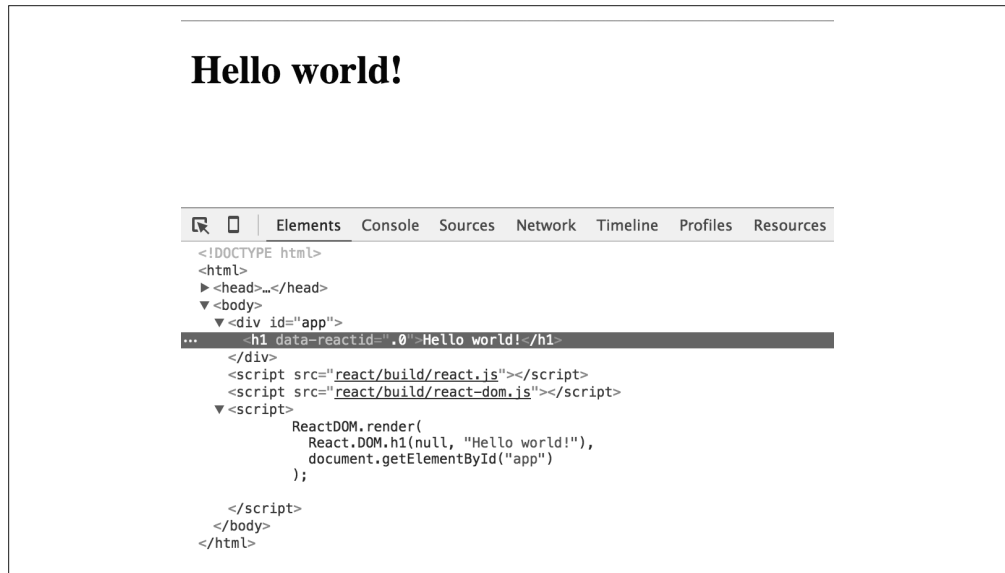 Hello world!
Elements Console Sources Network Timeline Profiles Resources
<!DOCTYPE html>
<html>
<head>…</head>
<body>
<div id="app">
... <h1 data-reactid=".0">Hello world!</h1>
</div>
<script src="react/build/react.js"></script>
<script src="react/build/react-dom.js"></script>
<script>
ReactDOM.render(
React.DOM.h1(null, "Hello world!"),
document.getElementById("app")
);
</script>
</body>
</html>